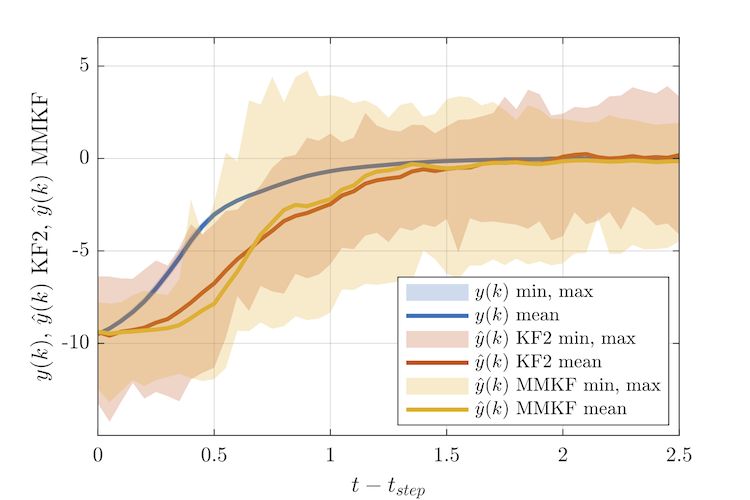 y(k), ŷ(k) KF2, ŷ(k) MMKF
5
0
-5
-10
0 0.5 1 1.5 2 2.5
t − t_step
y(k) min, max
y(k) mean
ŷ(k) KF2 min, max
ŷ(k) KF2 mean
ŷ(k) MMKF min, max
ŷ(k) MMKF mean